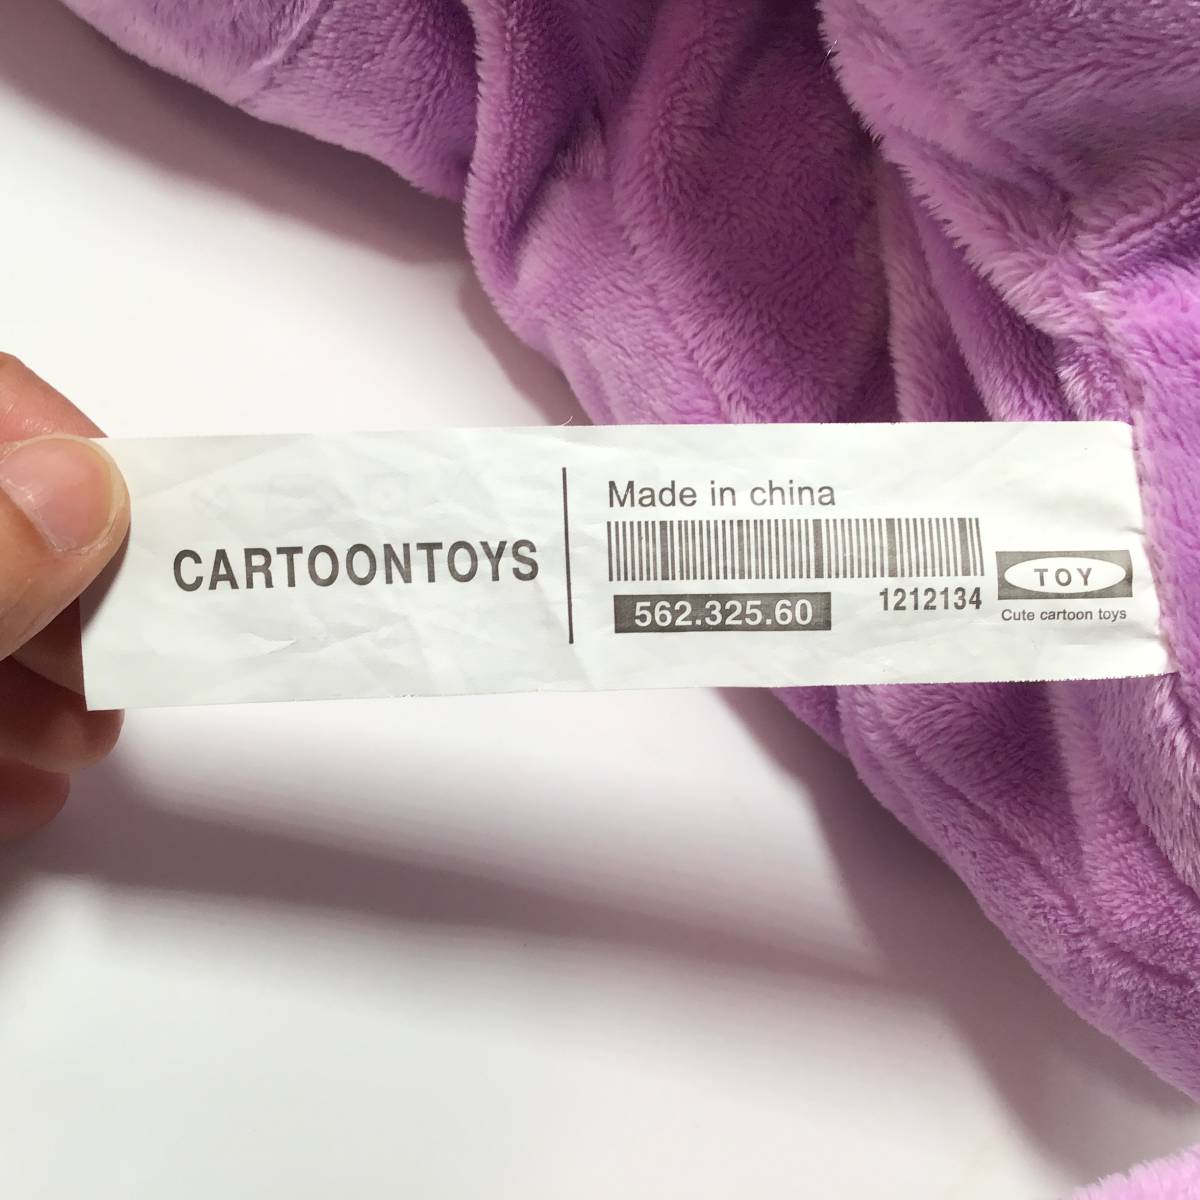 CARTOONTOYS
Made in china
562.325.60
1212134
TOY
Cute cartoon toys